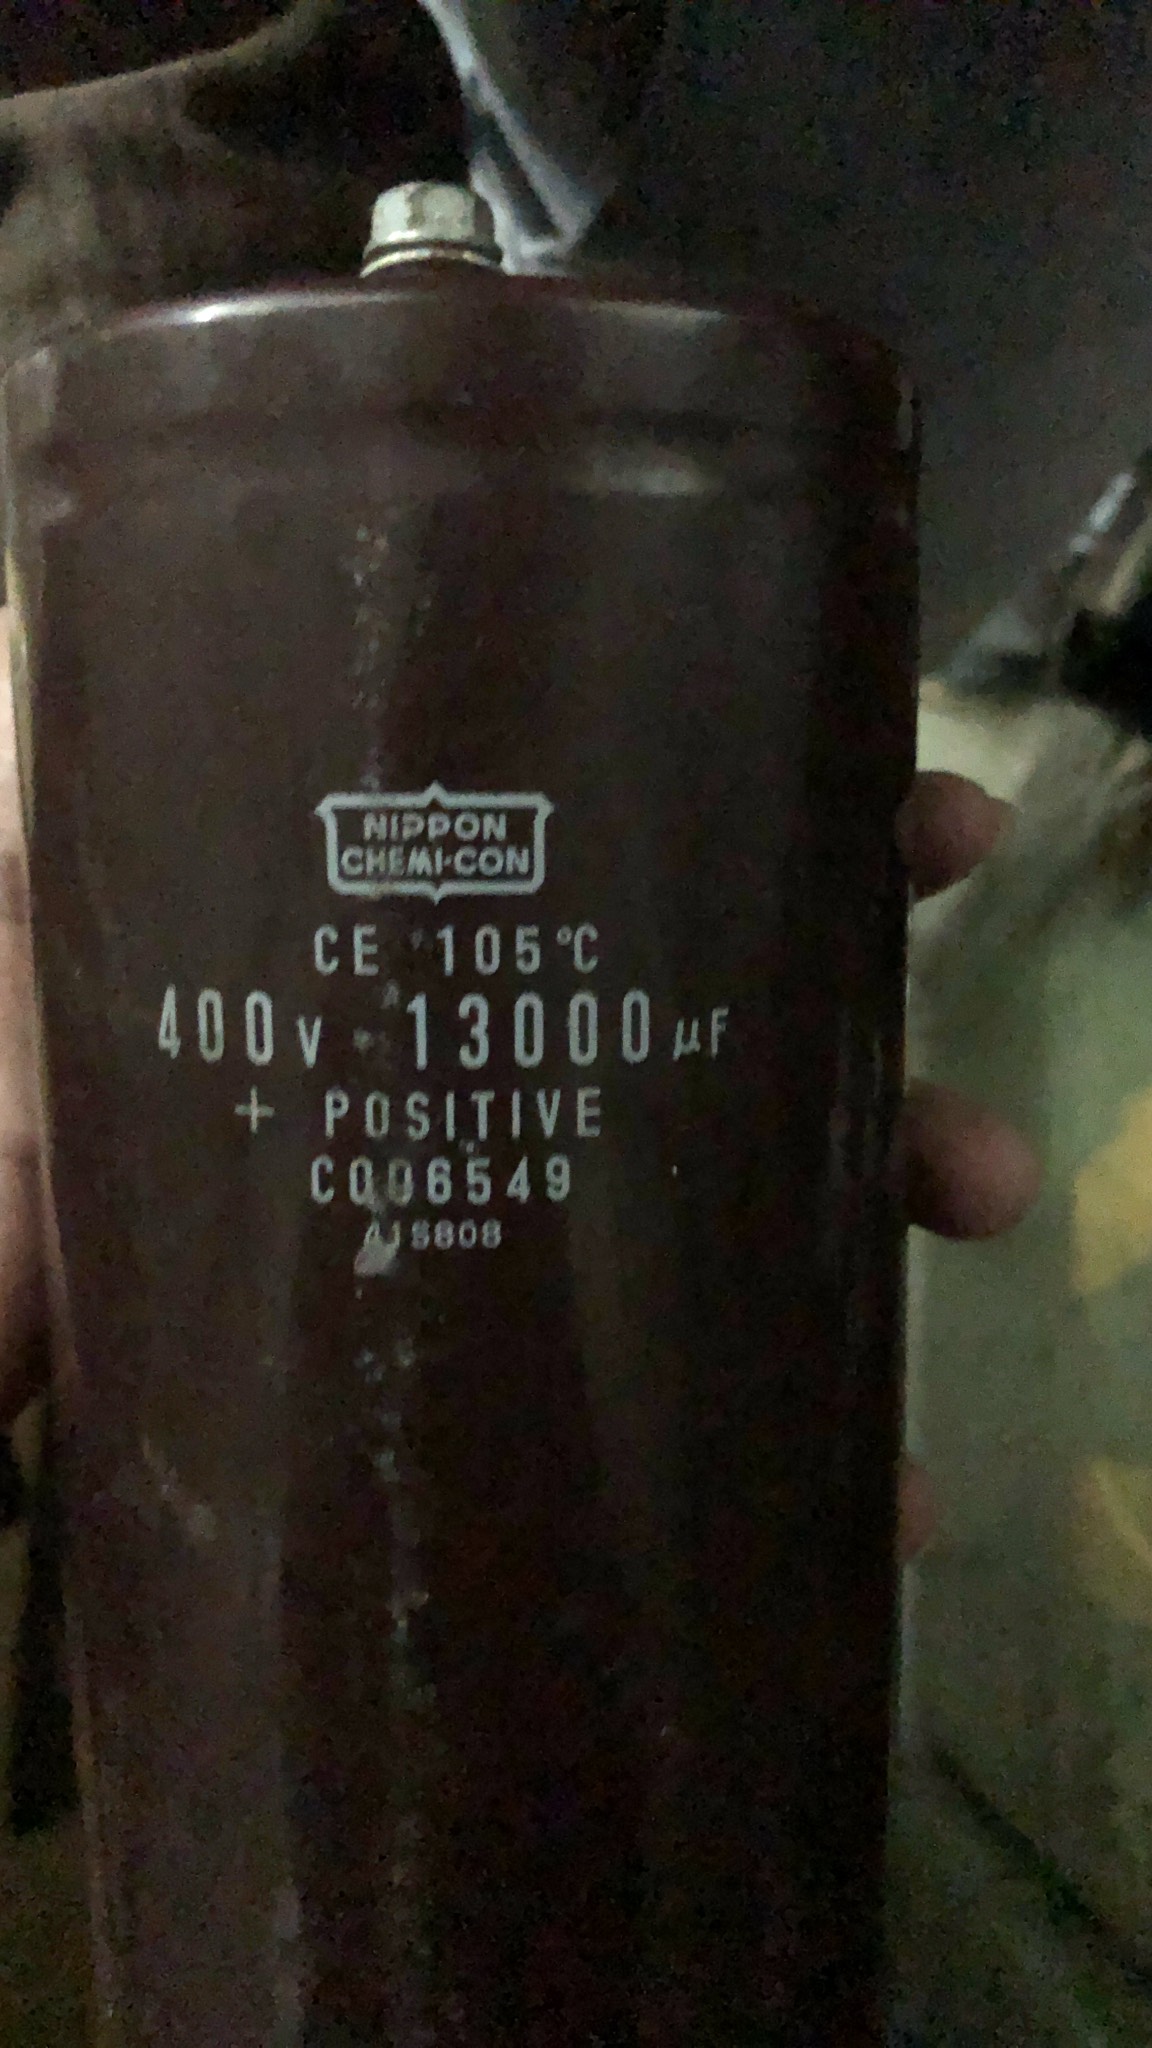 NIPPON
CHEMI-CON
CE 105°C
400V 13000μF
+ POSITIVE
C006549